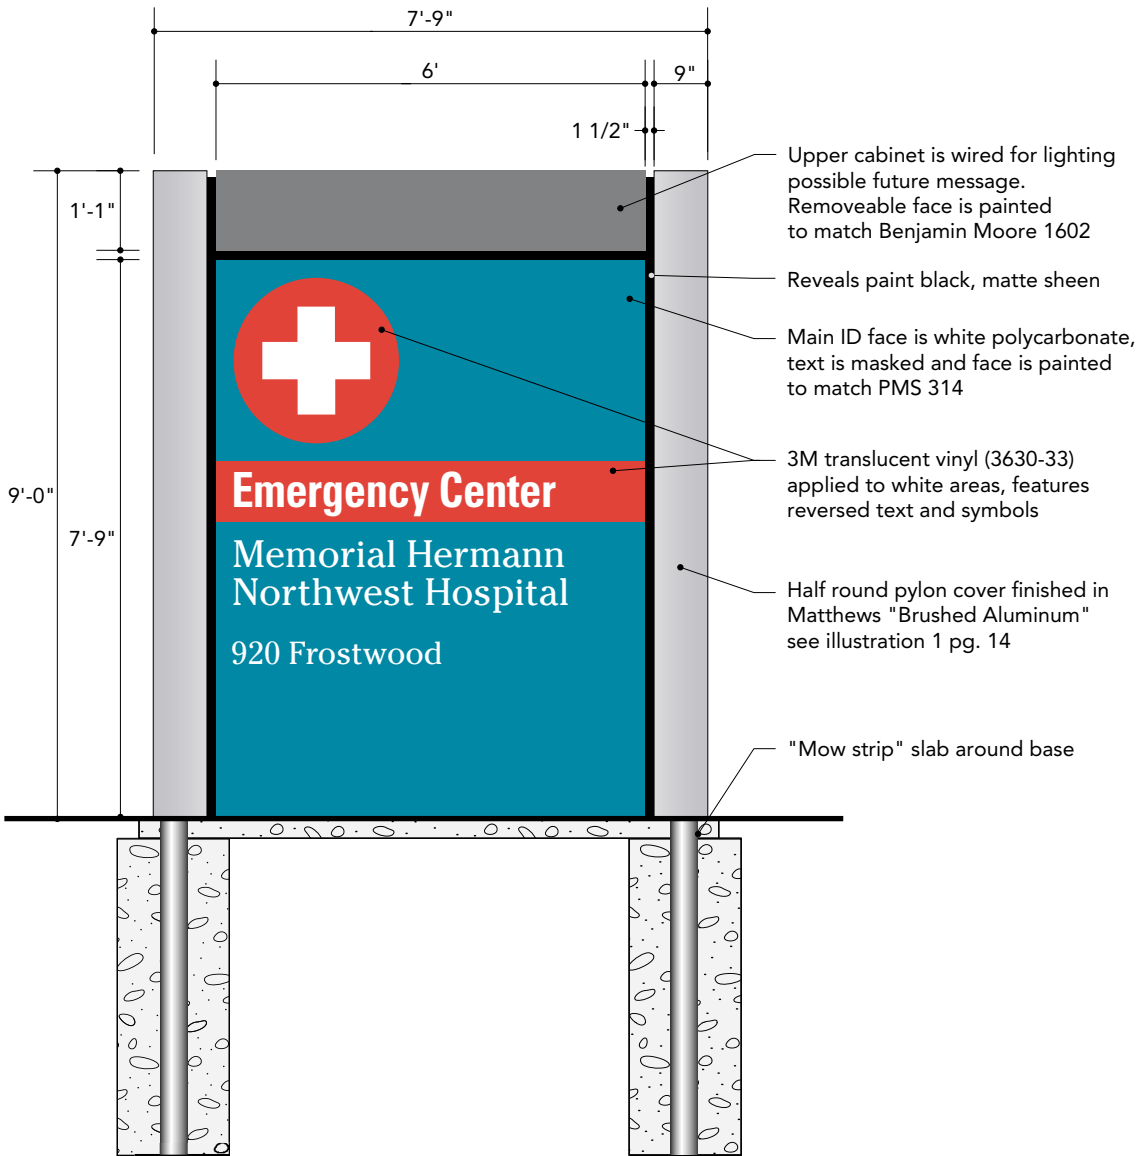 7'-9"
6'
9"
1 1/2"
1'-1"
9'-0"
7'-9"
Emergency Center
Memorial Hermann
Northwest Hospital
920 Frostwood
Upper cabinet is wired for lighting
possible future message.
Removeable face is painted
to match Benjamin Moore 1602
Reveals paint black, matte sheen
Main ID face is white polycarbonate,
text is masked and face is painted
to match PMS 314
3M translucent vinyl (3630-33)
applied to white areas, features
reversed text and symbols
Half round pylon cover finished in
Matthews "Brushed Aluminum"
see illustration 1 pg. 14
"Mow strip" slab around base